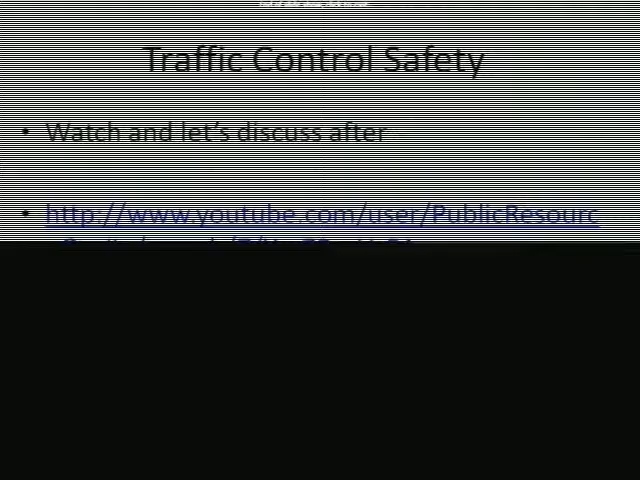 Traffic Control Safety
• Watch and let's discuss after
• http://www.youtube.com/user/PublicResourc